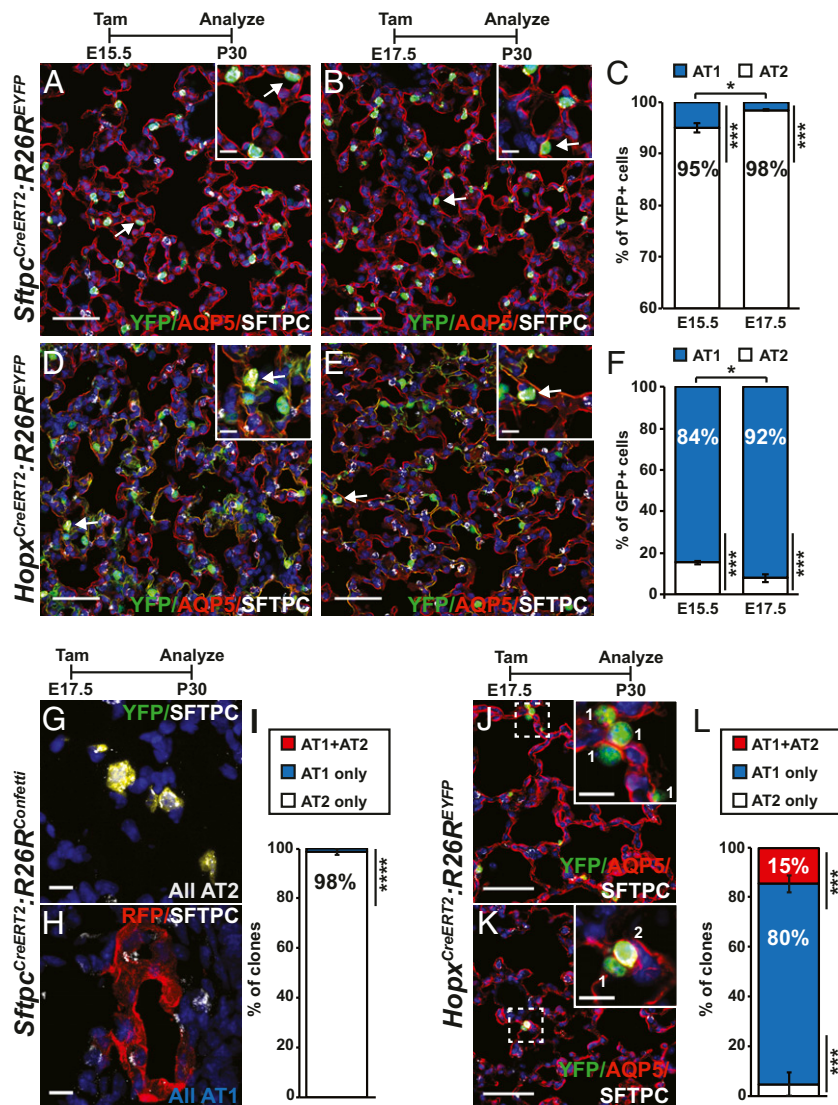 Tam Analyze
E15.5 P30
Tam Analyze
E17.5 P30
Sftpc^CreERT2;R26R^EYFP
A
YFP/AQP5/SFTPC
B
YFP/AQP5/SFTPC
C
AT1 AT2
*
% of YFP+ cells
100
90
80
70
60
95%
98%
***
***
E15.5 E17.5
Hopx^CreERT2;R26R^EYFP
D
YFP/AQP5/SFTPC
E
YFP/AQP5/SFTPC
F
AT1 AT2
*
% of GFP+ cells
100
80
60
40
20
0
84%
92%
***
***
E15.5 E17.5
Tam Analyze
E17.5 P30
Sftpc^CreERT2;R26R^Confetti
G
YFP/SFTPC
All AT2
H
RFP/SFTPC
All AT1
I
AT1+AT2
AT1 only
AT2 only
% of clones
100
80
60
40
20
0
98%
****
Tam Analyze
E17.5 P30
Hopx^CreERT2;R26R^EYFP
J
1
1
1
1
YFP/AQP5/
SFTPC
K
2
1
YFP/AQP5/
SFTPC
L
AT1+AT2
AT1 only
AT2 only
% of clones
100
80
60
40
20
0
15%
80%
***
***